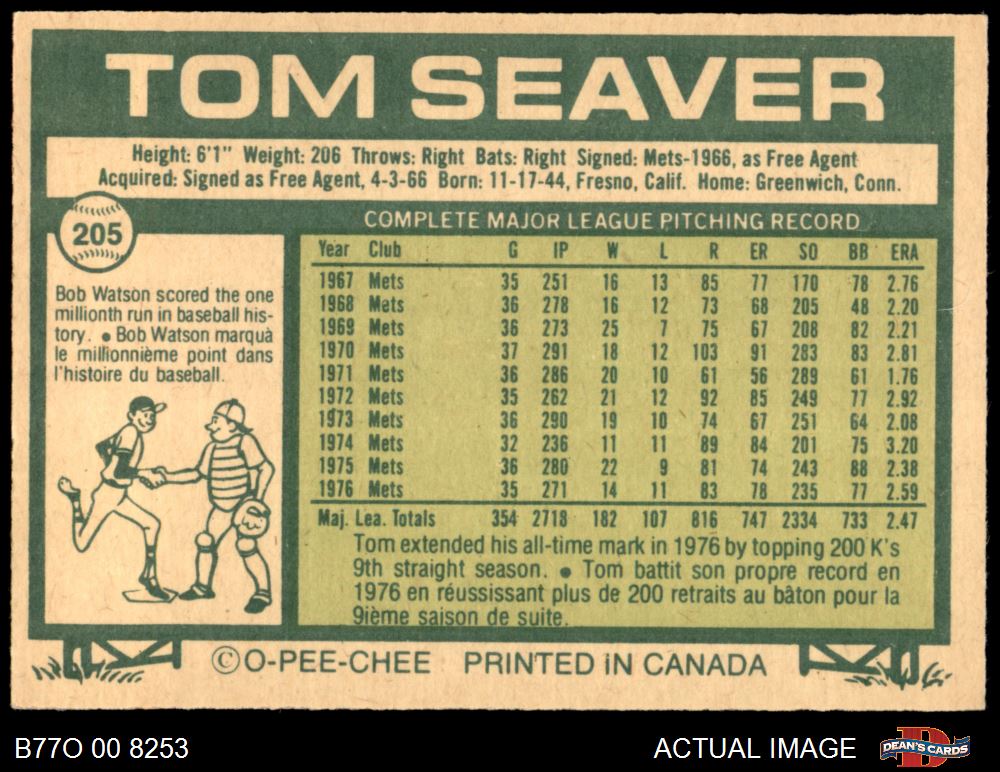 TOM SEAVER
Height: 6'1" Weight: 206 Throws: Right Bats: Right Signed: Mets-1966, as Free Agent
Acquired: Signed as Free Agent, 4-3-66 Born: 11-17-44, Fresno, Calif. Home: Greenwich, Conn.
205
Bob Watson scored the one
millionth run in baseball his-
tory. ● Bob Watson marquà
le millionnième point dans
l'histoire du baseball.
COMPLETE MAJOR LEAGUE PITCHING RECORD
Year Club G IP W L R ER SO BB ERA
1967 Mets 35 251 16 13 85 77 170 78 2.76
1968 Mets 36 278 16 12 73 68 205 48 2.20
1969 Mets 36 273 25 7 75 67 208 82 2.21
1970 Mets 37 291 18 12 103 91 283 83 2.81
1971 Mets 36 286 20 10 61 56 289 61 1.76
1972 Mets 35 262 21 12 92 85 249 77 2.92
1973 Mets 36 290 19 10 74 67 251 64 2.08
1974 Mets 32 236 11 11 89 84 201 75 3.20
1975 Mets 36 280 22 9 81 74 243 88 2.38
1976 Mets 35 271 14 11 83 78 235 77 2.59
Maj. Lea. Totals 354 2718 182 107 816 747 2334 733 2.47
Tom extended his all-time mark in 1976 by topping 200 K's
9th straight season. ● Tom battit son propre record en
1976 en réussissant plus de 200 retraits au bâton pour la
9ième saison de suite.
©O-PEE-CHEE PRINTED IN CANADA
B77O 00 8253
ACTUAL IMAGE
D
DEAN'S CARDS